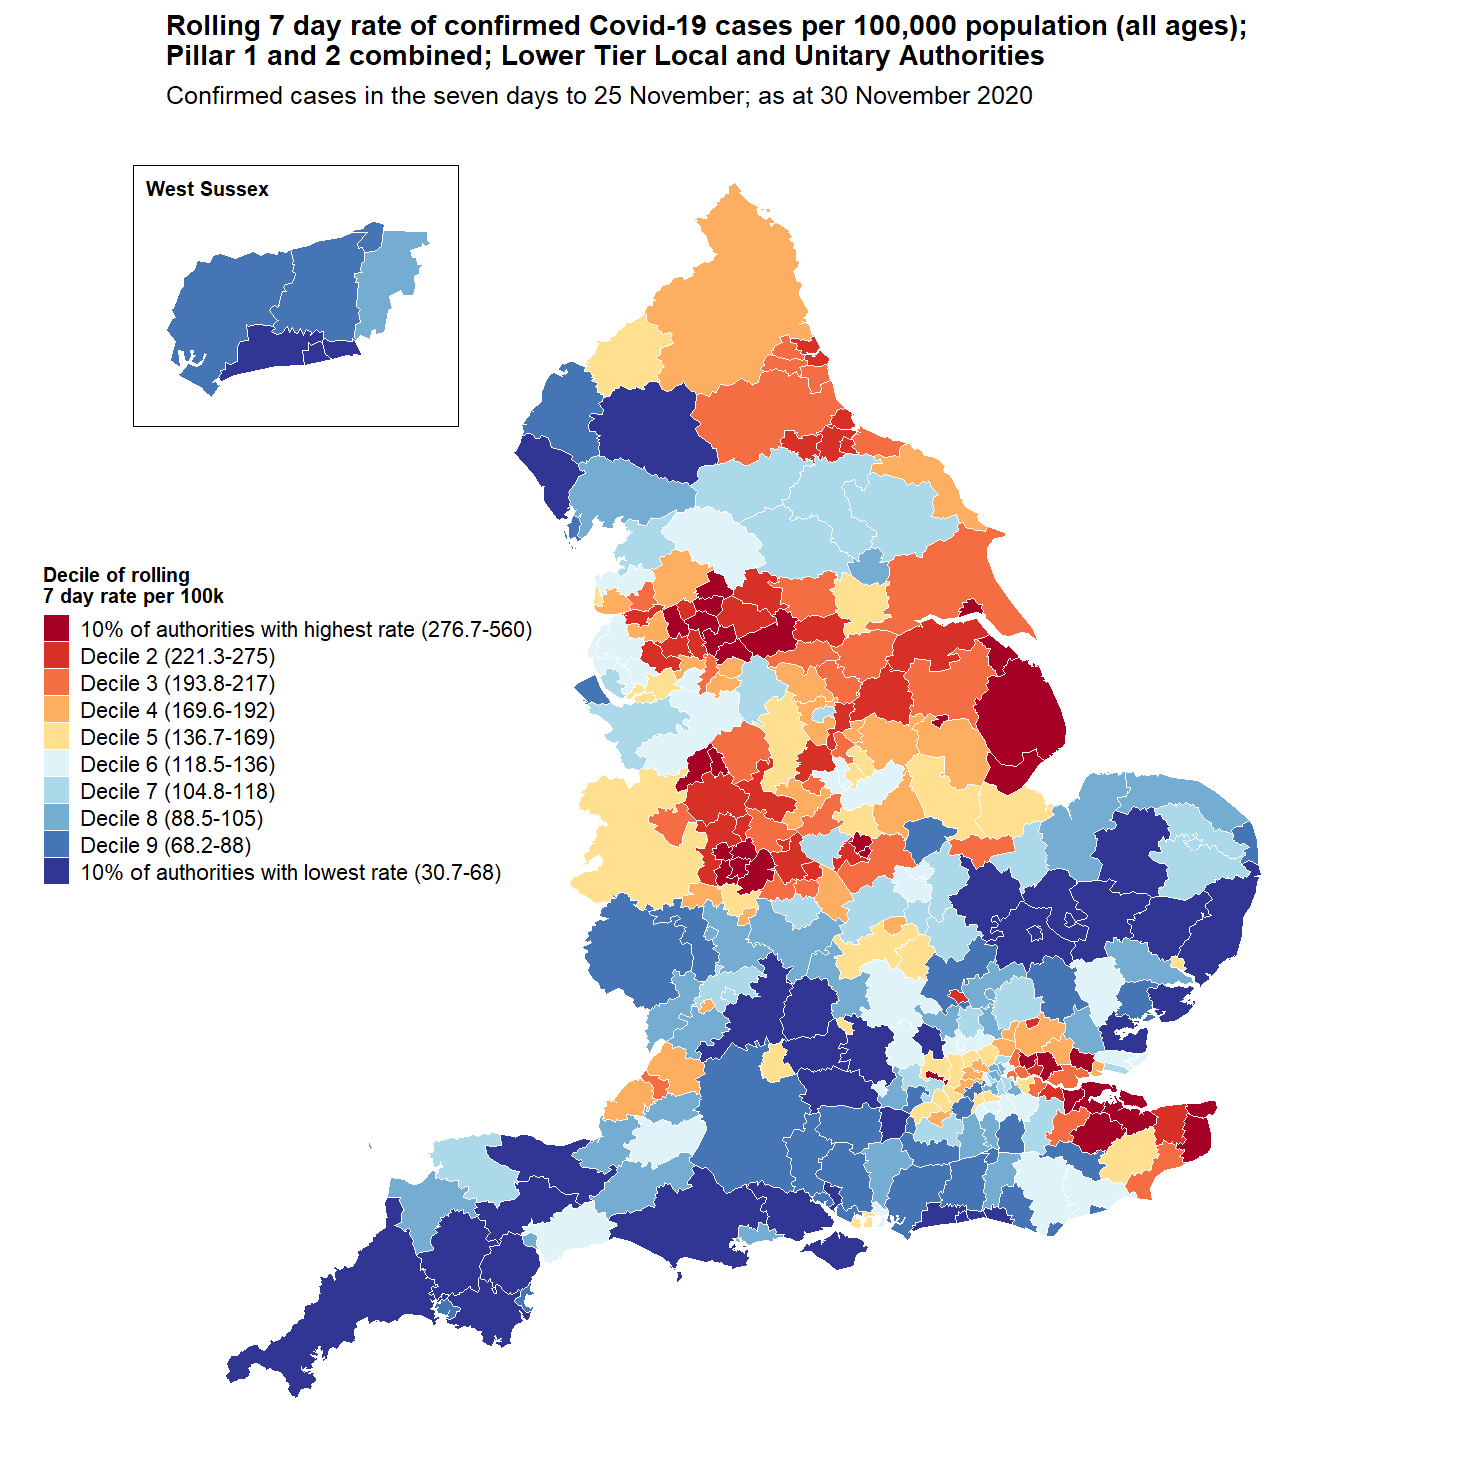 Rolling 7 day rate of confirmed Covid-19 cases per 100,000 population (all ages);
Pillar 1 and 2 combined; Lower Tier Local and Unitary Authorities
Confirmed cases in the seven days to 25 November; as at 30 November 2020
West Sussex
Decile of rolling
7 day rate per 100k
10% of authorities with highest rate (276.7-560)
Decile 2 (221.3-275)
Decile 3 (193.8-217)
Decile 4 (169.6-192)
Decile 5 (136.7-169)
Decile 6 (118.5-136)
Decile 7 (104.8-118)
Decile 8 (88.5-105)
Decile 9 (68.2-88)
10% of authorities with lowest rate (30.7-68)